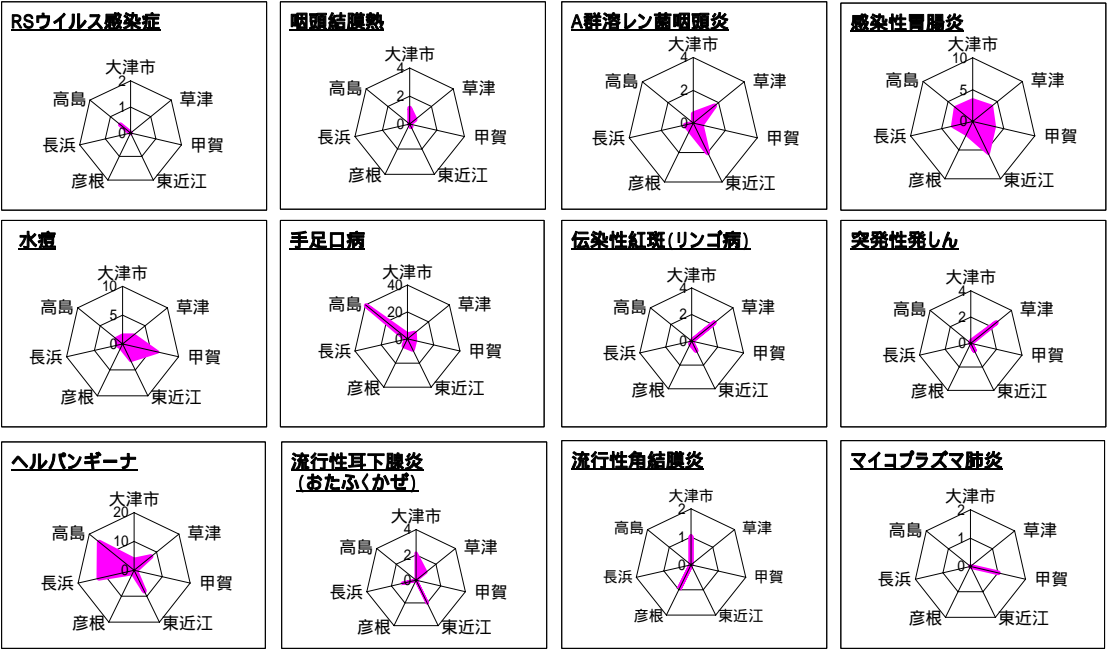 RSウイルス感染症
大津市
2
1
0
草津
甲賀
東近江
彦根
長浜
高島
咽頭結膜熱
大津市
4
2
0
草津
甲賀
東近江
彦根
長浜
高島
A群溶レン菌咽頭炎
大津市
4
2
0
草津
甲賀
東近江
彦根
長浜
高島
感染性胃腸炎
大津市
10
5
0
草津
甲賀
東近江
彦根
長浜
高島
水痘
大津市
10
5
0
草津
甲賀
東近江
彦根
長浜
高島
手足口病
大津市
40
20
0
草津
甲賀
東近江
彦根
長浜
高島
伝染性紅斑(リンゴ病)
大津市
4
2
0
草津
甲賀
東近江
彦根
長浜
高島
突発性発しん
大津市
4
2
0
草津
甲賀
東近江
彦根
長浜
高島
ヘルパンギーナ
大津市
20
10
0
草津
甲賀
東近江
彦根
長浜
高島
流行性耳下腺炎
(おたふくかぜ)
大津市
4
2
0
草津
甲賀
東近江
彦根
長浜
高島
流行性角結膜炎
大津市
2
1
0
草津
甲賀
東近江
彦根
長浜
高島
マイコプラズマ肺炎
大津市
2
1
0
草津
甲賀
東近江
彦根
長浜
高島